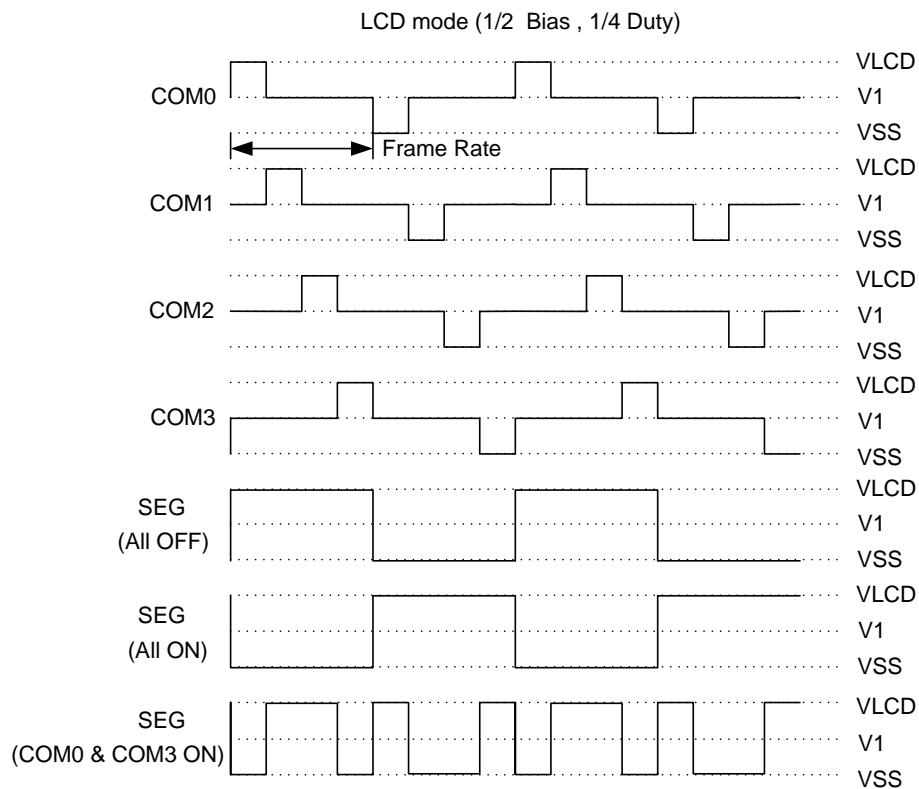 LCD mode (1/2 Bias , 1/4 Duty)
COM0
VLCD
V1
VSS
Frame Rate
COM1
VLCD
V1
VSS
COM2
VLCD
V1
VSS
COM3
VLCD
V1
VSS
SEG
(All OFF)
VLCD
V1
VSS
SEG
(All ON)
VLCD
V1
VSS
SEG
(COM0 & COM3 ON)
VLCD
V1
VSS